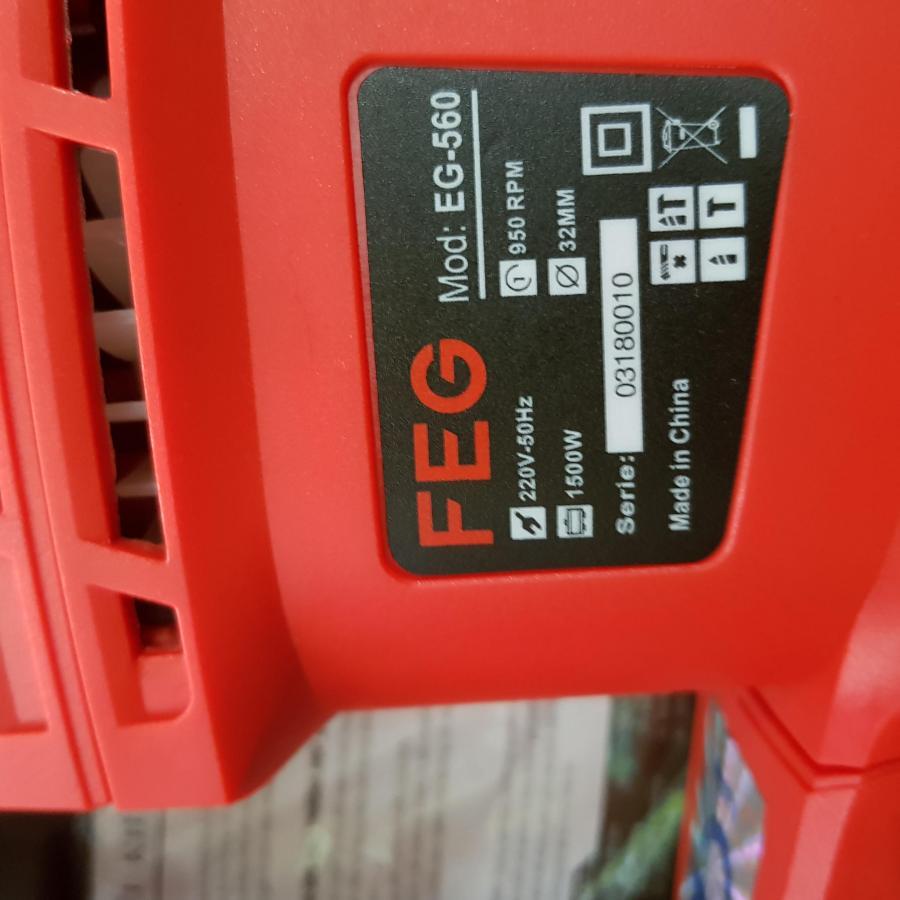 FEG Mod: EG-560
220V-50Hz 950 RPM
1500W 32MM
Serie: 03180010
Made in China